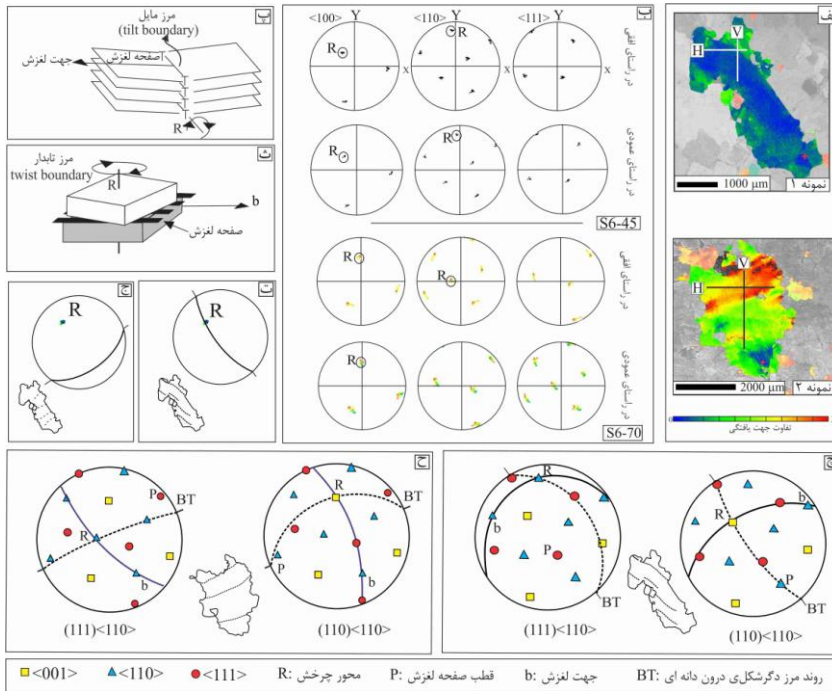 الف
V
H
1000 µm
نمونه ۱
V
H
2000 µm
نمونه ۲
تفاوت جهت یافتگی
ب
<100>
Y
<110>
Y
<111>
Y
R
R
X
X
در راستای افقی
R
R
در راستای عمودی
S6-45
R
R
در راستای افقی
R
در راستای عمودی
S6-70
پ
مرز مایل
(tilt boundary)
صفحه لغزش
جهت لغزش
R
ث
مرز تابدار
twist boundary
R
b
صفحه لغزش
ت
R
ج
R
چ
R
b
P
BT
(111)<110>
R
b
P
BT
(110)<110>
ح
P
BT
R
b
(111)<110>
R
BT
P
b
(110)<110>
<001> <110> <111> R: محور چرخش P: قطب صفحه لغزش b: جهت لغزش BT: روند مرز دگرشکلی درون دانه ای